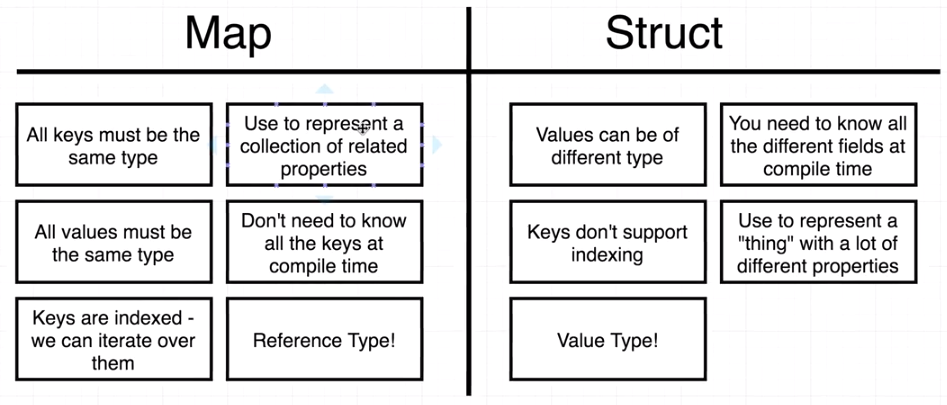 Map
Struct
All keys must be the
same type
Use to represent a
collection of related
properties
Values can be of
different type
You need to know all
the different fields at
compile time
All values must be
the same type
Don't need to know
all the keys at
compile time
Keys don't support
indexing
Use to represent a
"thing" with a lot of
different properties
Keys are indexed -
we can iterate over
them
Reference Type!
Value Type!